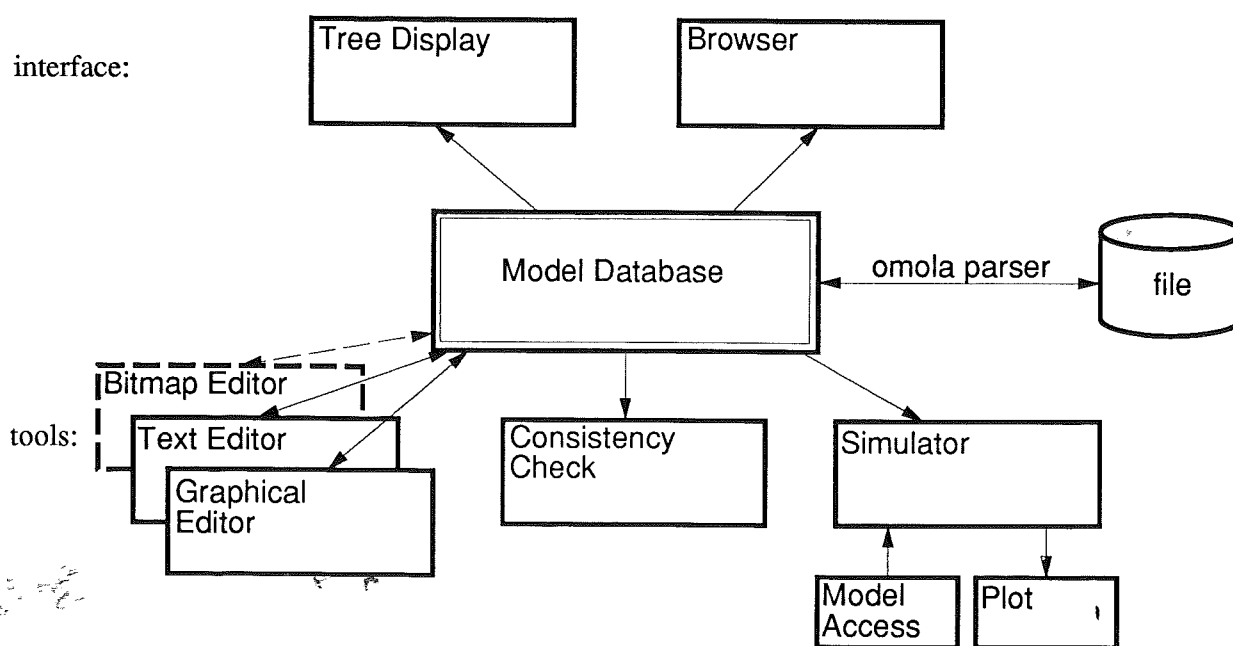 Tree Display
Browser
interface:
Model Database
omola parser
file
Bitmap Editor
tools:
Text Editor
Graphical
Editor
Consistency
Check
Simulator
Model
Access
Plot